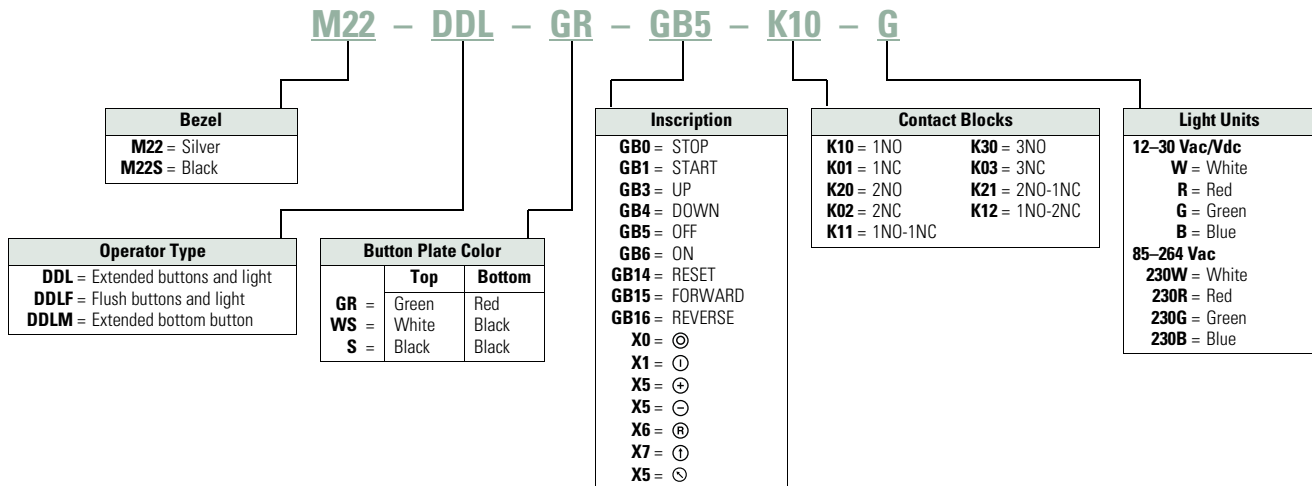 M22 – DDL – GR – GB5 – K10 – G
Bezel
M22 = Silver
M22S = Black
Operator Type
DDL = Extended buttons and light
DDLF = Flush buttons and light
DDLM = Extended bottom button
Button Plate Color
Top Bottom
GR = Green Red
WS = White Black
S = Black Black
Inscription
GB0 = STOP
GB1 = START
GB3 = UP
GB4 = DOWN
GB5 = OFF
GB6 = ON
GB14 = RESET
GB15 = FORWARD
GB16 = REVERSE
X0 = ⊚
X1 = ⦶
X5 = ⊕
X5 = ⊖
X6 = Ⓡ
X7 =
X5 =
Contact Blocks
K10 = 1NO K30 = 3NO
K01 = 1NC K03 = 3NC
K20 = 2NO K21 = 2NO-1NC
K02 = 2NC K12 = 1NO-2NC
K11 = 1NO-1NC
Light Units
12–30 Vac/Vdc
W = White
R = Red
G = Green
B = Blue
85–264 Vac
230W = White
230R = Red
230G = Green
230B = Blue